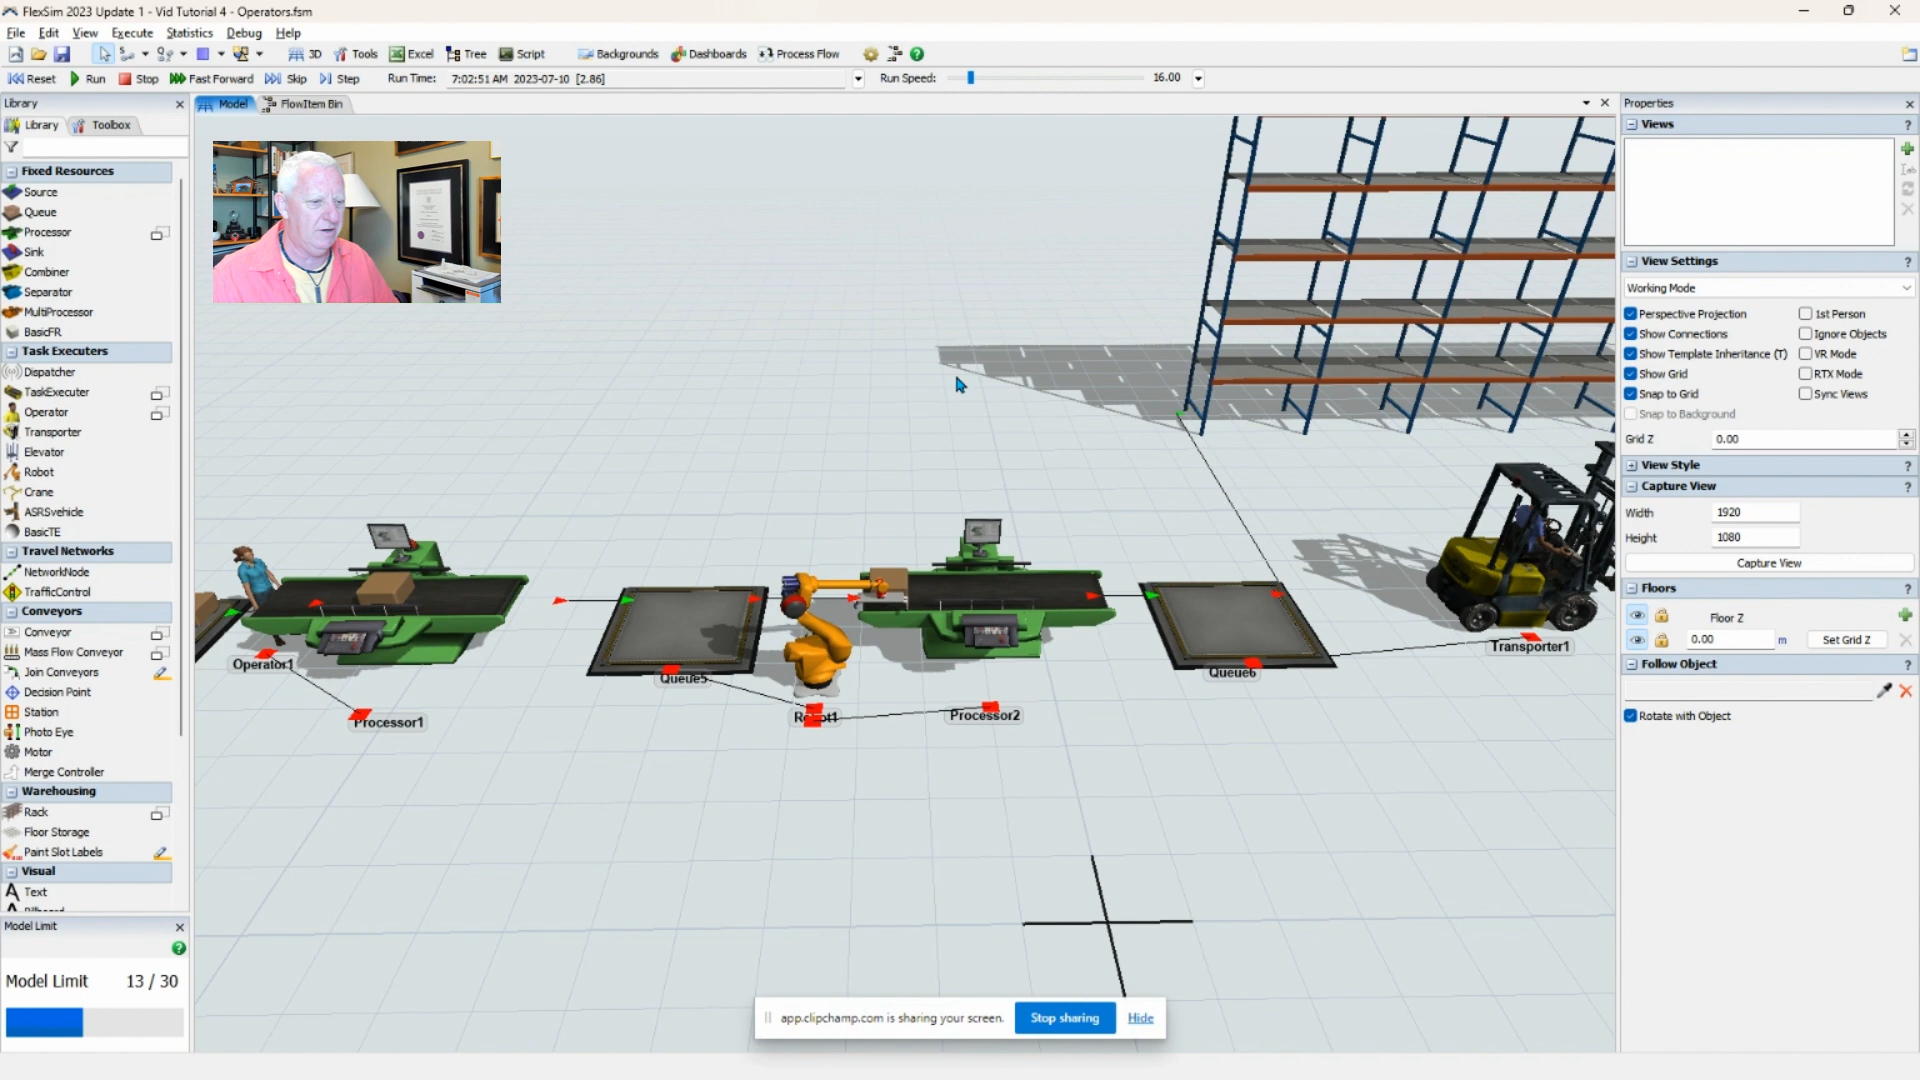 FlexSim 2023 Update 1 - Vid Tutorial 4 - Operators.fsm
File Edit View Execute Statistics Debug Help
3D Tools Excel Tree Script Backgrounds Dashboards Process Flow
Reset Run Stop Fast Forward Skip Step Run Time: 7:02:51 AM 2023-07-10 [2.86] Run Speed: 16.00
Library
Library Toolbox
Fixed Resources
Source
Queue
Processor
Sink
Combiner
Separator
MultiProcessor
BasicFR
Task Executers
Dispatcher
TaskExecuter
Operator
Transporter
Elevator
Robot
Crane
ASRSvehicle
BasicTE
Travel Networks
NetworkNode
TrafficControl
Conveyors
Conveyor
Mass Flow Conveyor
Join Conveyors
Decision Point
Station
Photo Eye
Motor
Merge Controller
Warehousing
Rack
Floor Storage
Paint Slot Labels
Visual
Text
Model Limit
Model Limit 13 / 30
Model FlowItem Bin
Operator1
Processor1
Queue5
Robot1
Processor2
Queue6
Transporter1
app.clipchamp.com is sharing your screen. Stop sharing Hide
Properties
Views
View Settings
Working Mode
Perspective Projection 1st Person
Show Connections Ignore Objects
Show Template Inheritance (T) VR Mode
Show Grid RTX Mode
Snap to Grid Sync Views
Snap to Background
Grid Z 0.00
View Style
Capture View
Width 1920
Height 1080
Capture View
Floors
Floor Z
0.00 m Set Grid Z
Follow Object
Rotate with Object